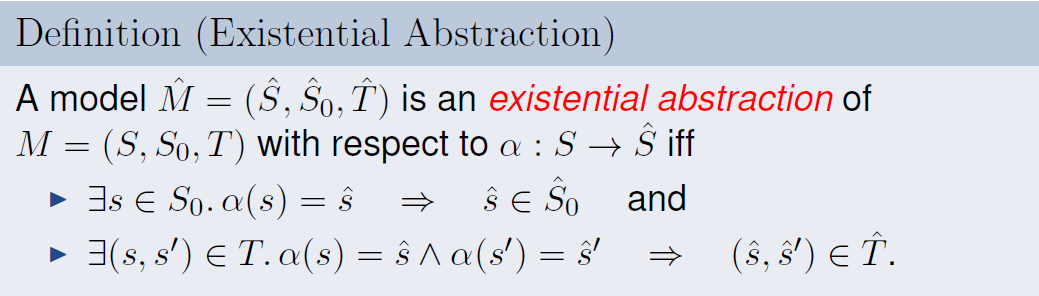 Definition (Existential Abstraction)
A model M̂ = (Ŝ, Ŝ₀, T̂) is an existential abstraction of
M = (S, S₀, T) with respect to α : S → Ŝ iff
▶ ∃s ∈ S₀. α(s) = ŝ ⇒ ŝ ∈ Ŝ₀ and
▶ ∃(s, s′) ∈ T. α(s) = ŝ ∧ α(s′) = ŝ′ ⇒ (ŝ, ŝ′) ∈ T̂.